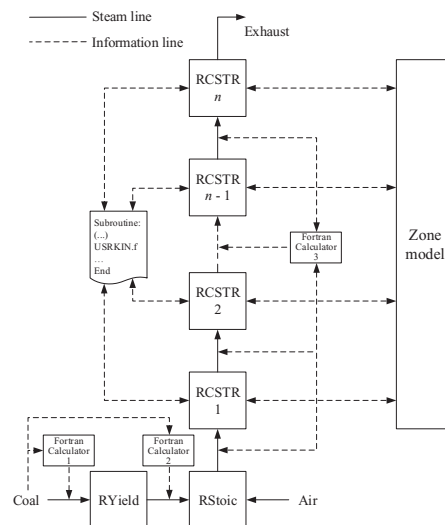 Steam line
Information line
Exhaust
RCSTR
n
RCSTR
n - 1
Subroutine:
(...)
USRKIN.f
...
End
Fortran
Calculator
3
Zone
model
RCSTR
2
RCSTR
1
Fortran
Calculator
1
Fortran
Calculator
2
Coal
RYield
RStoic
Air